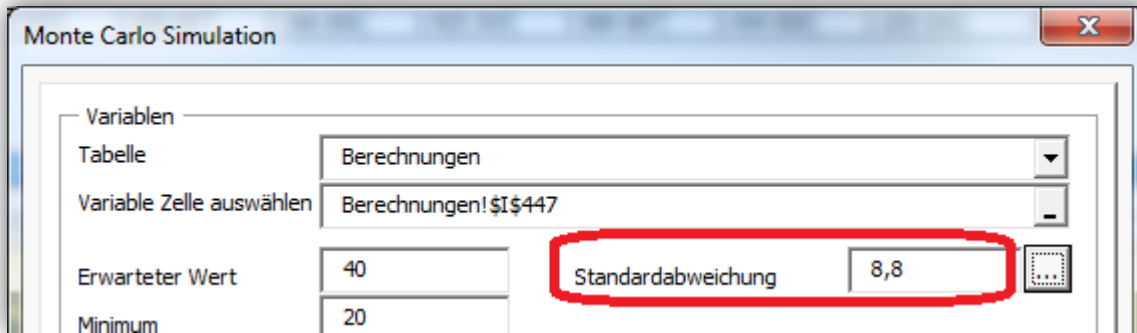 Monte Carlo Simulation
Variablen
Tabelle Berechnungen
Variable Zelle auswählen Berechnungen!$I$447
Erwarteter Wert 40 Standardabweichung 8,8 ...
Minimum 20